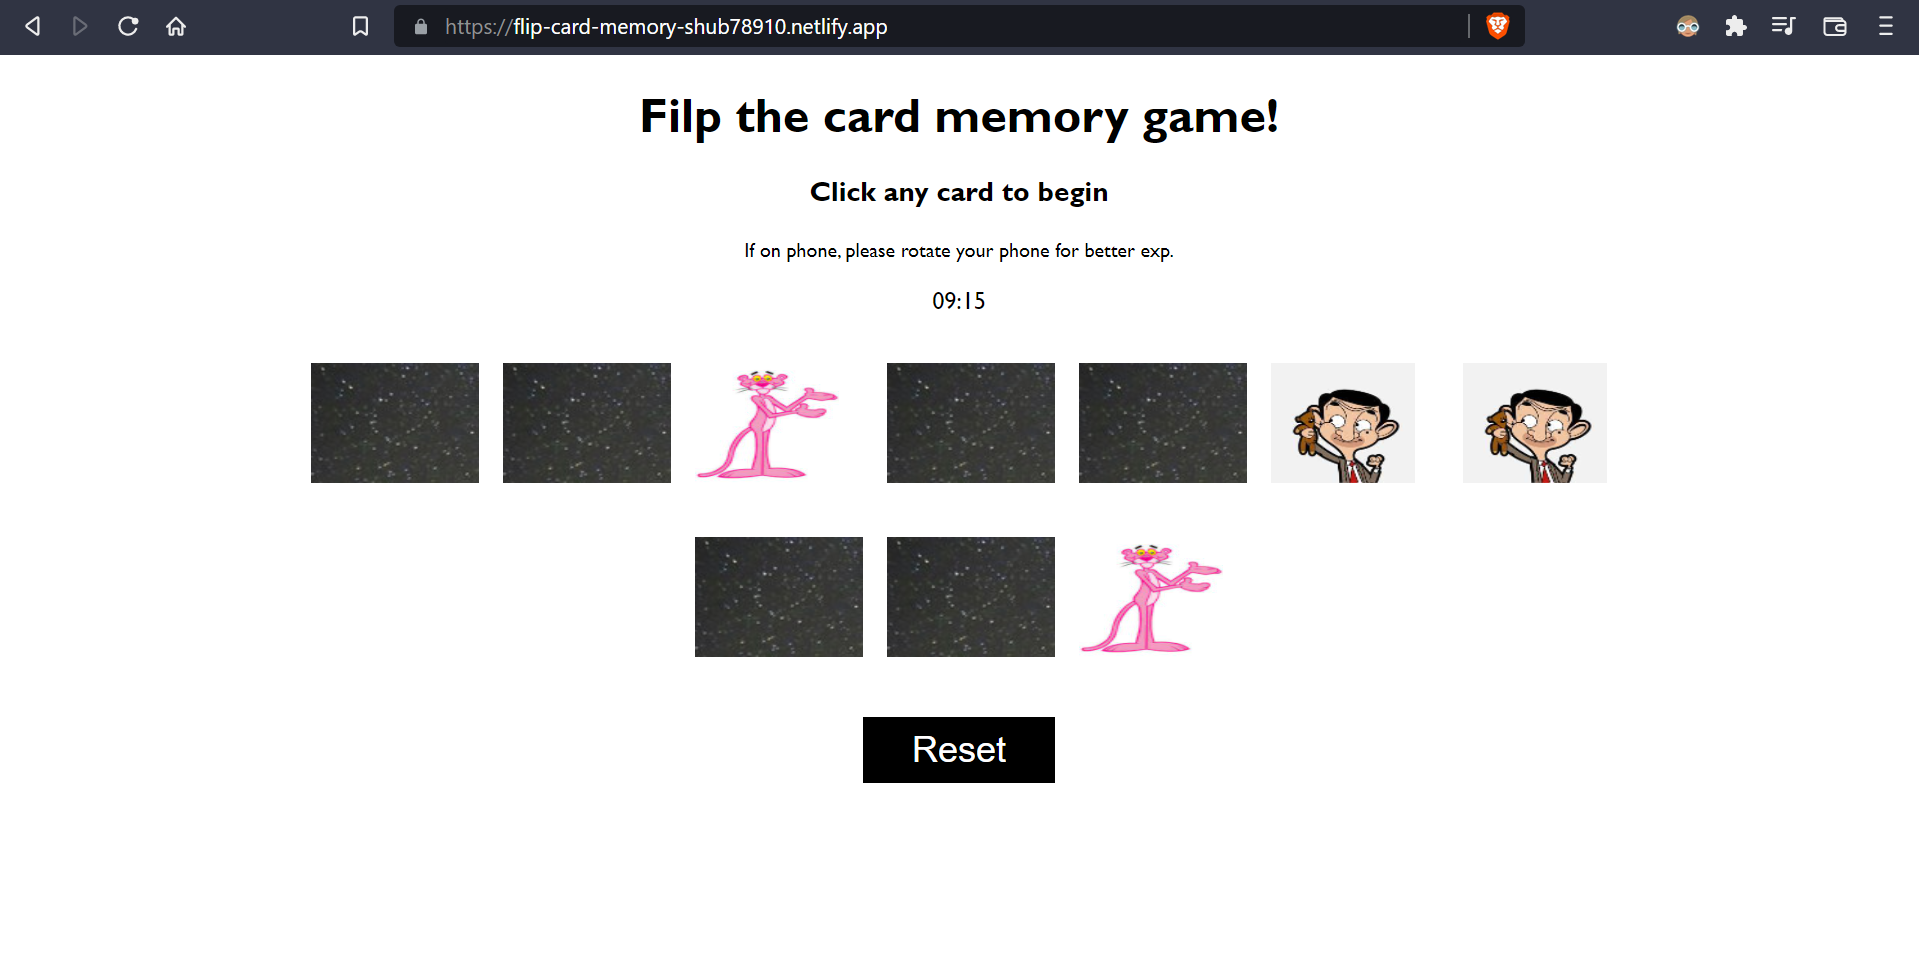 https://flip-card-memory-shub78910.netlify.app
Filp the card memory game!
Click any card to begin
If on phone, please rotate your phone for better exp.
09:15
Reset